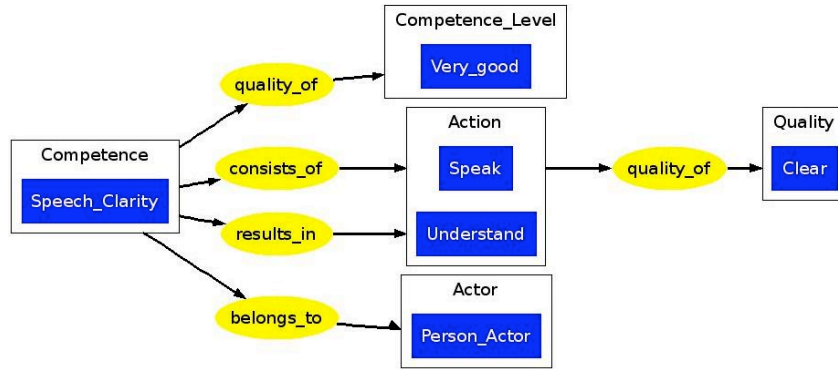 Competence_Level
Very_good
quality_of
Competence
Speech_Clarity
consists_of
results_in
belongs_to
Action
Speak
Understand
quality_of
Quality
Clear
Actor
Person_Actor